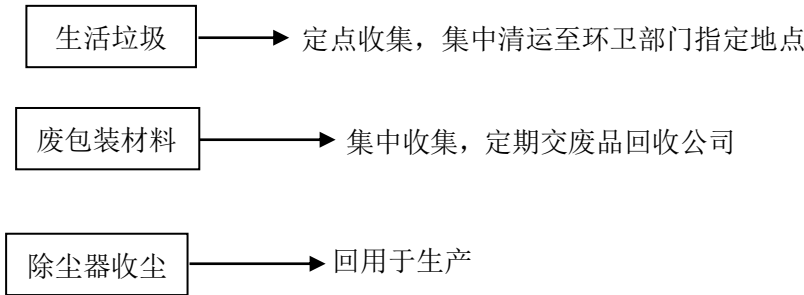 生活垃圾 定点收集，集中清运至环卫部门指定地点
废包装材料 集中收集，定期交废品回收公司
除尘器收尘 回用于生产